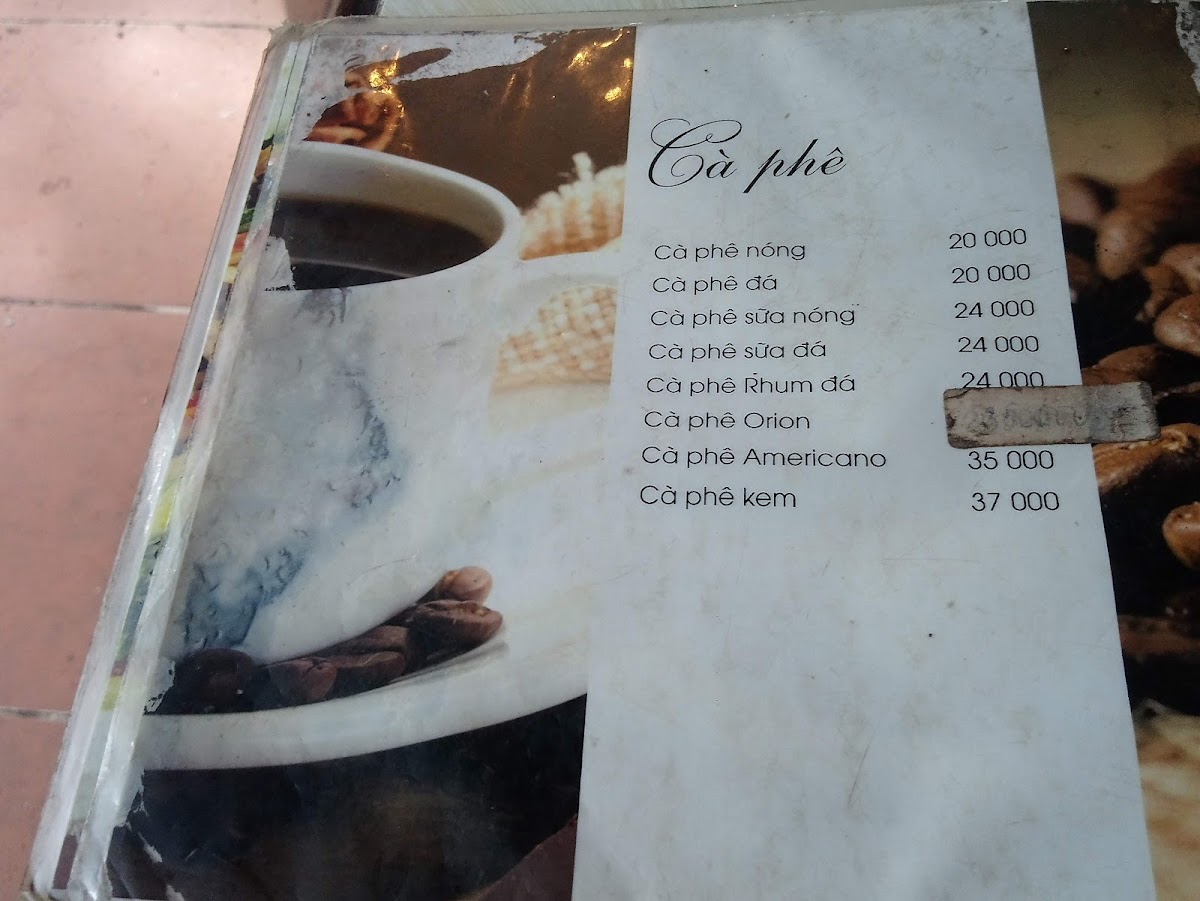 Cà phê
Cà phê nóng 20 000
Cà phê đá 20 000
Cà phê sữa nóng 24 000
Cà phê sữa đá 24 000
Cà phê Rhum đá 24 000
Cà phê Orion
Cà phê Americano 35 000
Cà phê kem 37 000